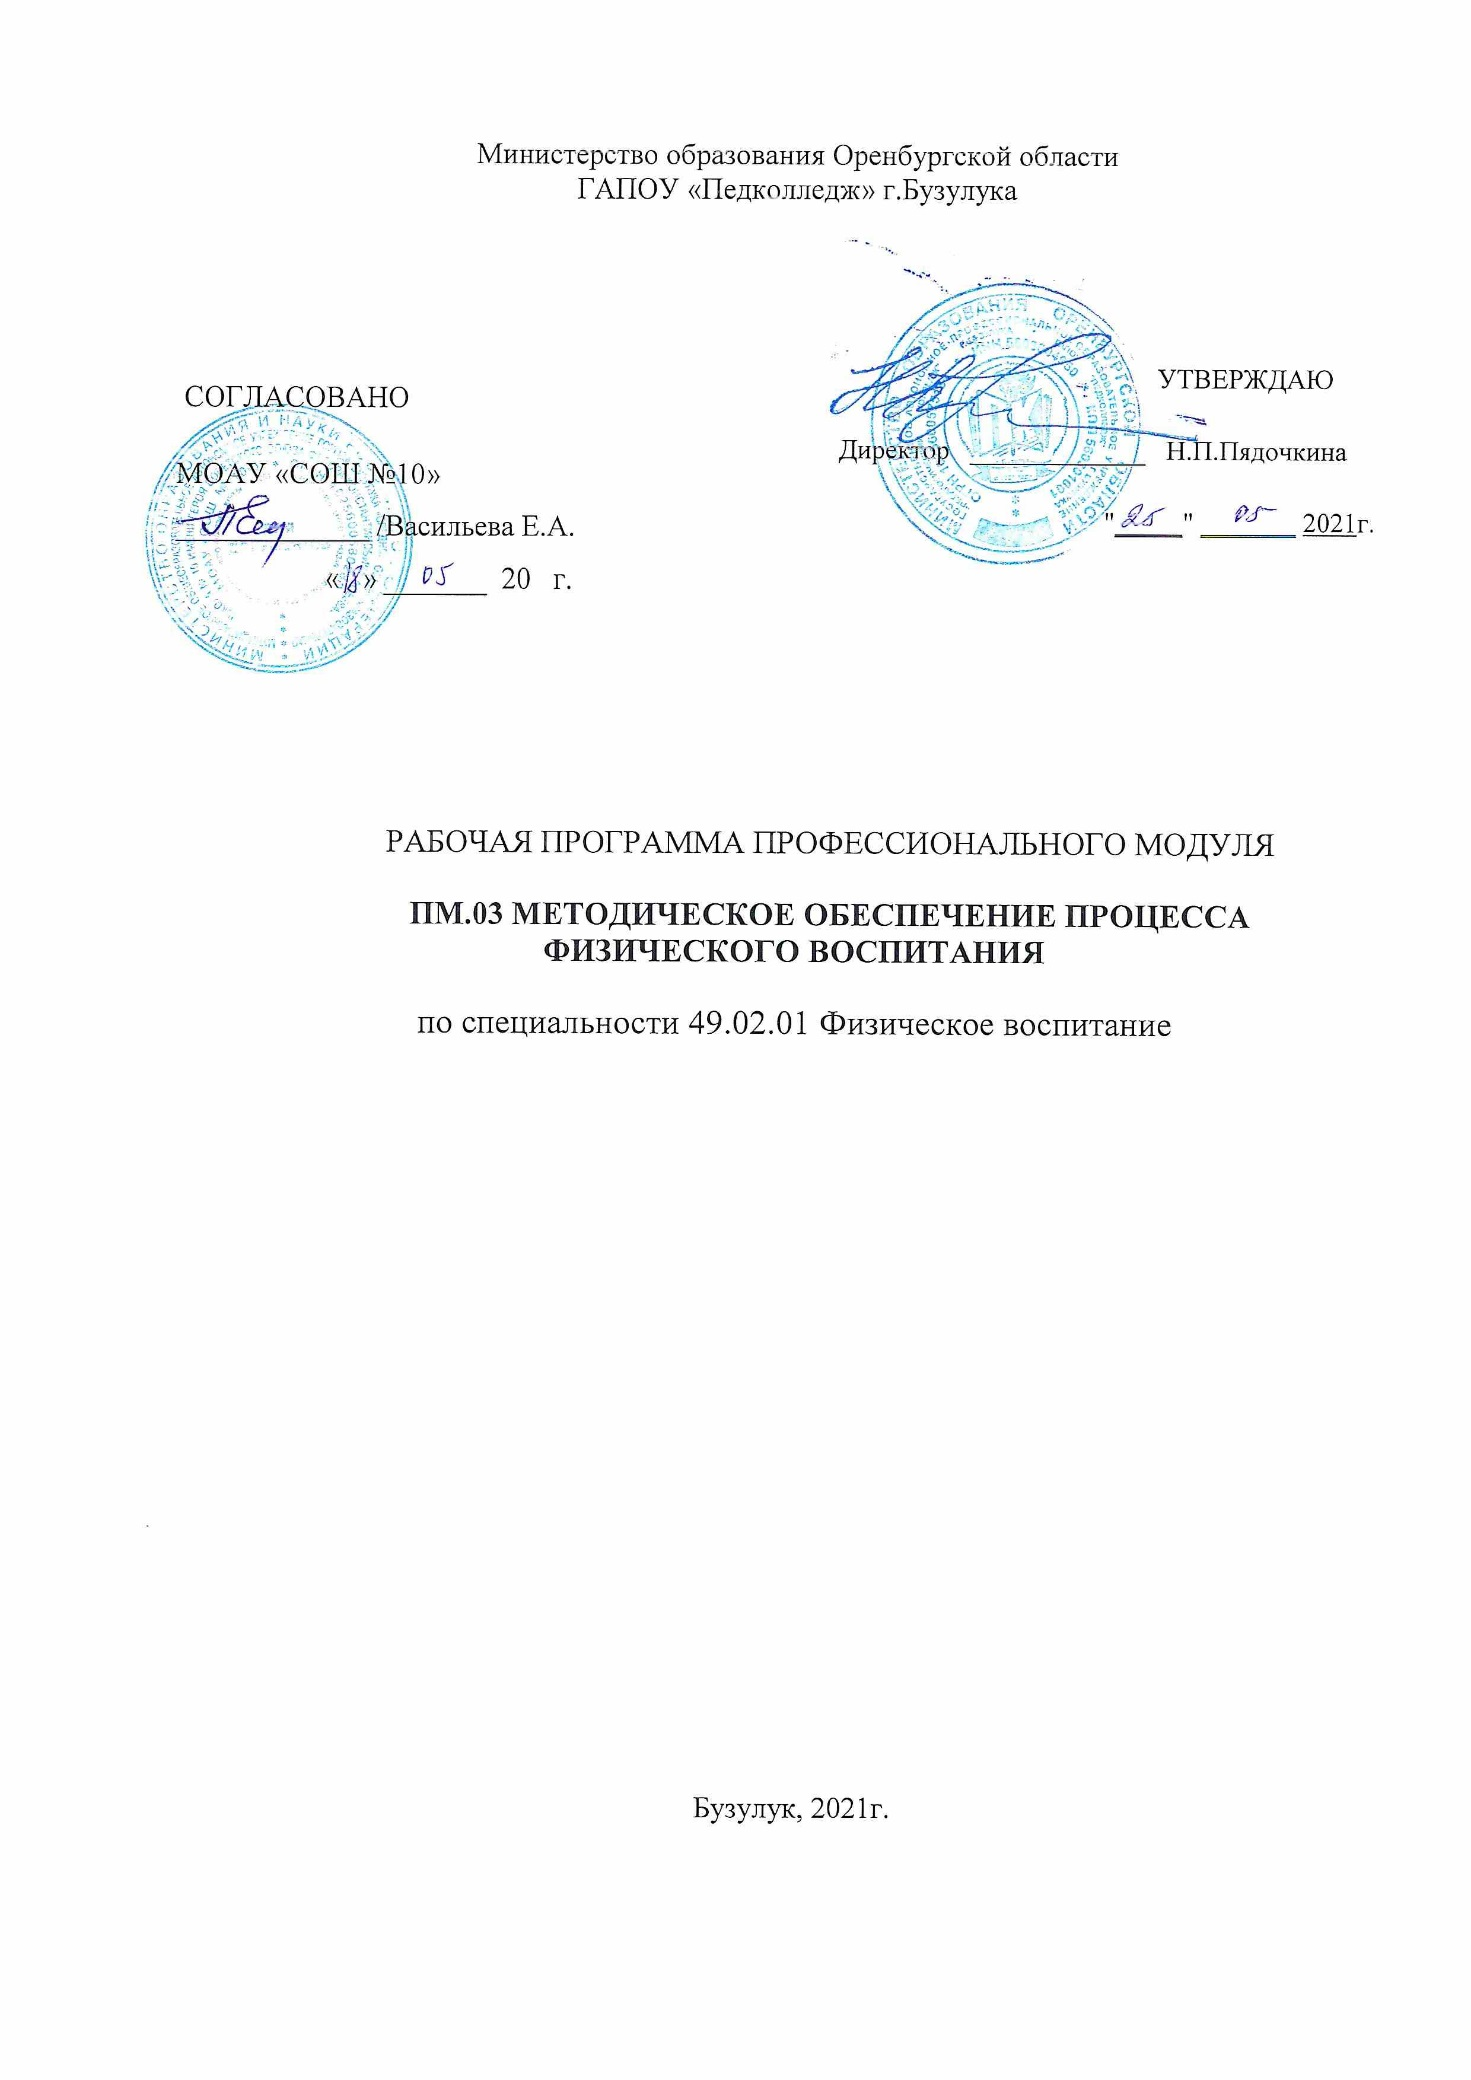 Министерство образования Оренбургской области
ГАПОУ «Педколледж» г.Бузулука
СОГЛАСОВАНО
МОАУ «СОШ №10»
/Васильева Е.А.
«18» 05 20 г.
УТВЕРЖДАЮ
Директор Н.П.Пядочкина
"25" 05 2021г.
РАБОЧАЯ ПРОГРАММА ПРОФЕССИОНАЛЬНОГО МОДУЛЯ
ПМ.03 МЕТОДИЧЕСКОЕ ОБЕСПЕЧЕНИЕ ПРОЦЕССА
ФИЗИЧЕСКОГО ВОСПИТАНИЯ
по специальности 49.02.01 Физическое воспитание
Бузулук, 2021г.